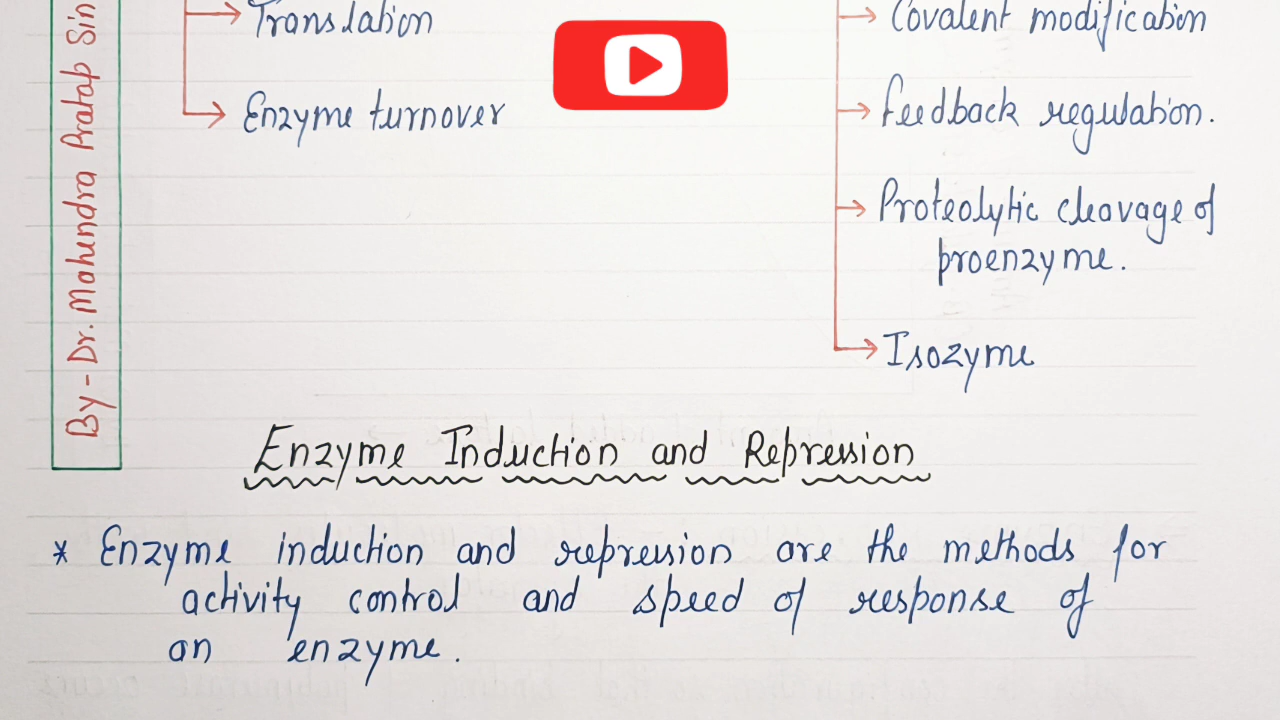 By - Dr. Mahendra Pratap Sin
Translation
Enzyme turnover
Covalent modification
Feedback regulation.
Proteolytic cleavage of
proenzyme.
Isozyme
Enzyme Induction and Repression
* Enzyme induction and repression are the methods for
activity control and speed of response of
an enzyme.